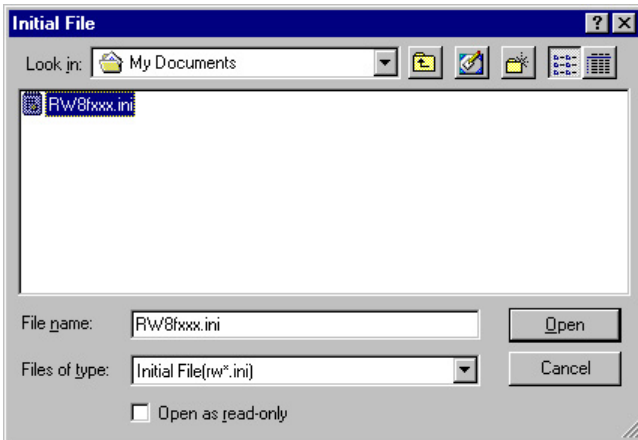 Initial File
Look in: My Documents
RW8fxxx.ini
File name: RW8fxxx.ini Open
Files of type: Initial File(rw*.ini) Cancel
Open as read-only